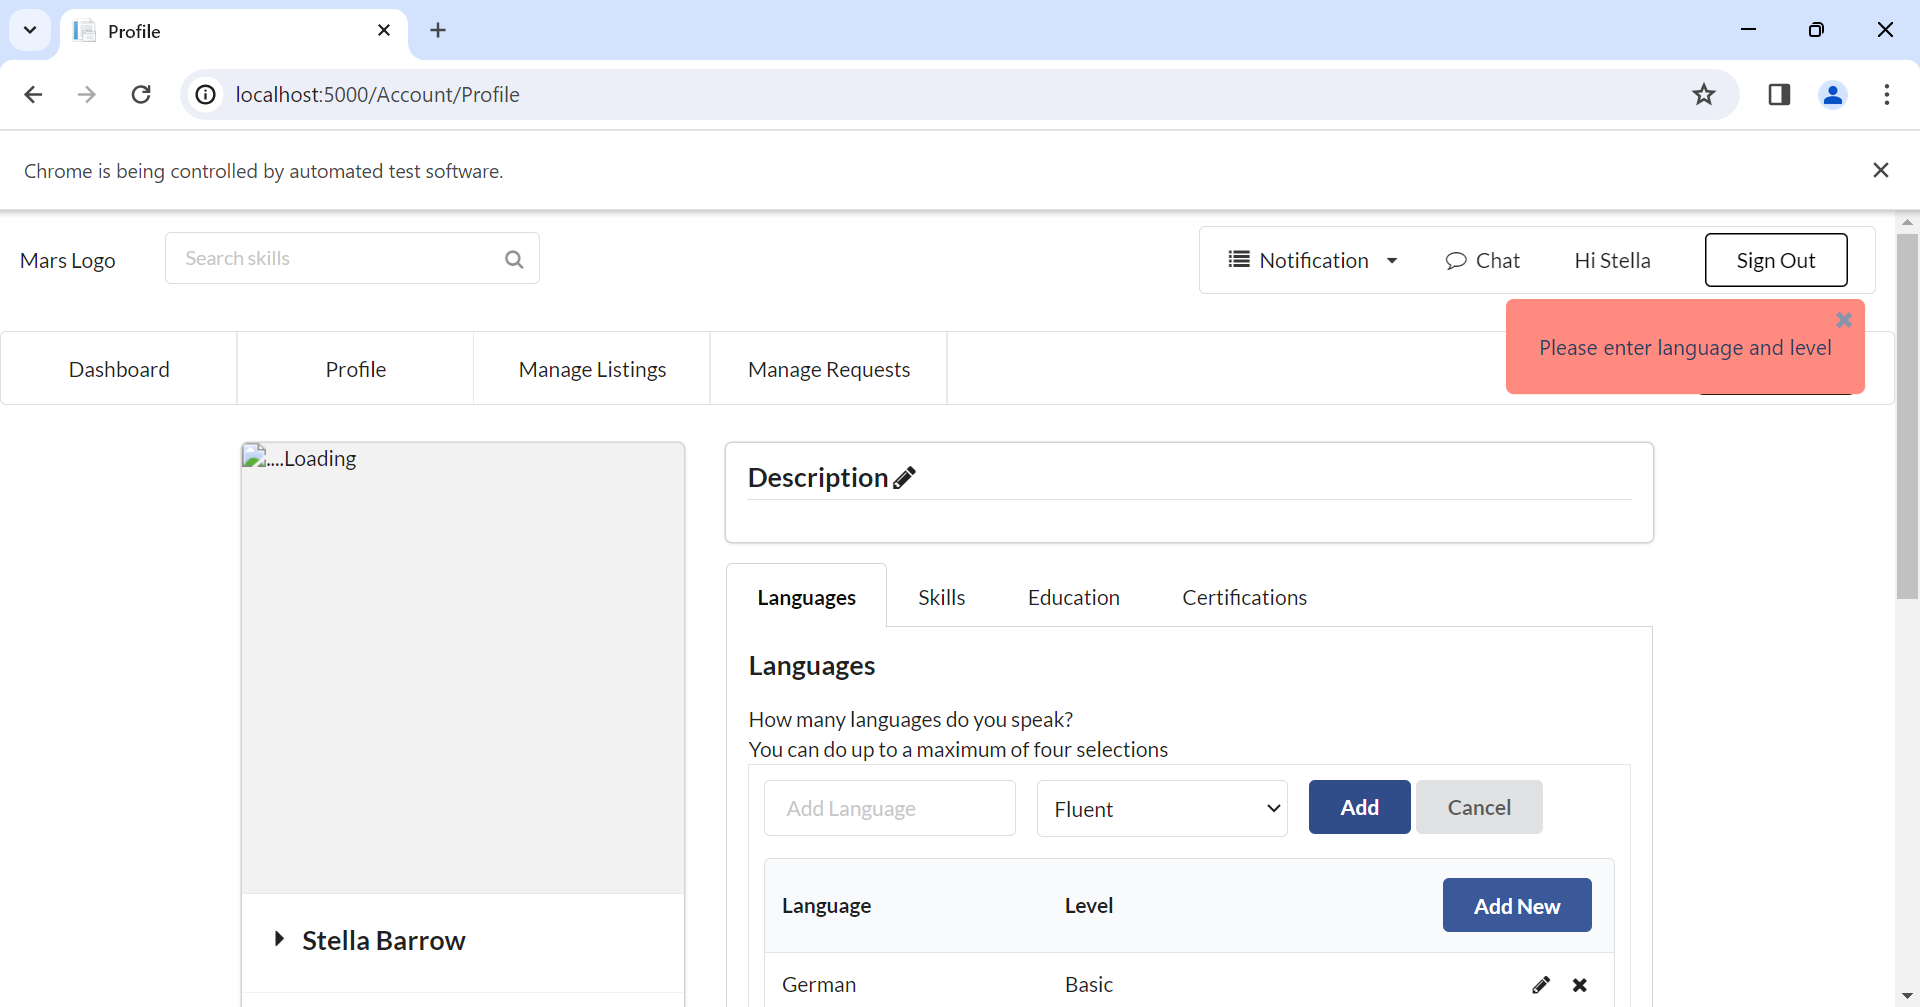 Profile
localhost:5000/Account/Profile
Chrome is being controlled by automated test software.
Mars Logo
Search skills
Notification
Chat
Hi Stella
Sign Out
Please enter language and level
Dashboard
Profile
Manage Listings
Manage Requests
....Loading
Description
Languages
Skills
Education
Certifications
Languages
How many languages do you speak?
You can do up to a maximum of four selections
Add Language
Fluent
Add
Cancel
Language
Level
Add New
Stella Barrow
German
Basic